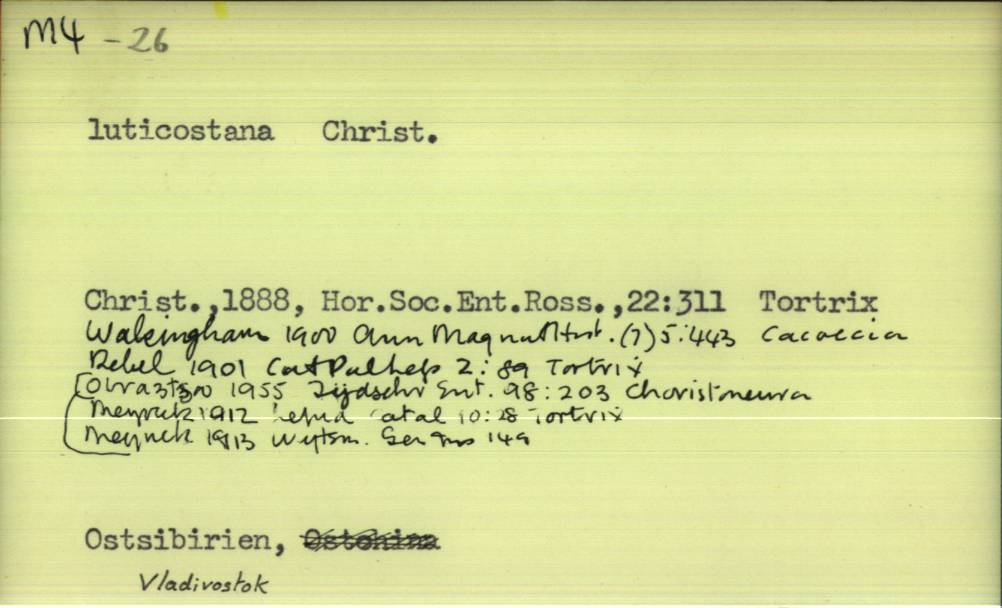 M4 - 26
luticostana Christ.
Christ.,1888, Hor.Soc.Ent.Ross.,22:311 Tortrix
Walsingham 1900 Ann Mag nat Hist. (7) 5:443 Cacoecia
Rebel 1901 Cat Pal Lep 2:89 Tortrix
Obraztsov 1955 Tijdschr Ent. 98:203 Choristoneura
Meyrick 1912 Lepid Catal 10:28 Tortrix
Meyrick 1913 Wytsm. Gen Ins 149
Ostsibirien, Ostchina
Vladivostok